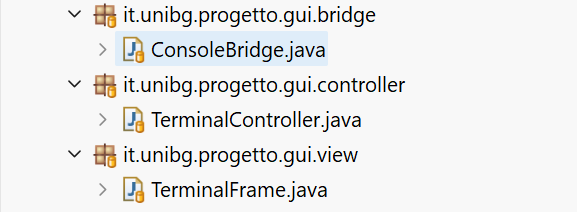 it.unibg.progetto.gui.bridge
ConsoleBridge.java
it.unibg.progetto.gui.controller
TerminalController.java
it.unibg.progetto.gui.view
TerminalFrame.java